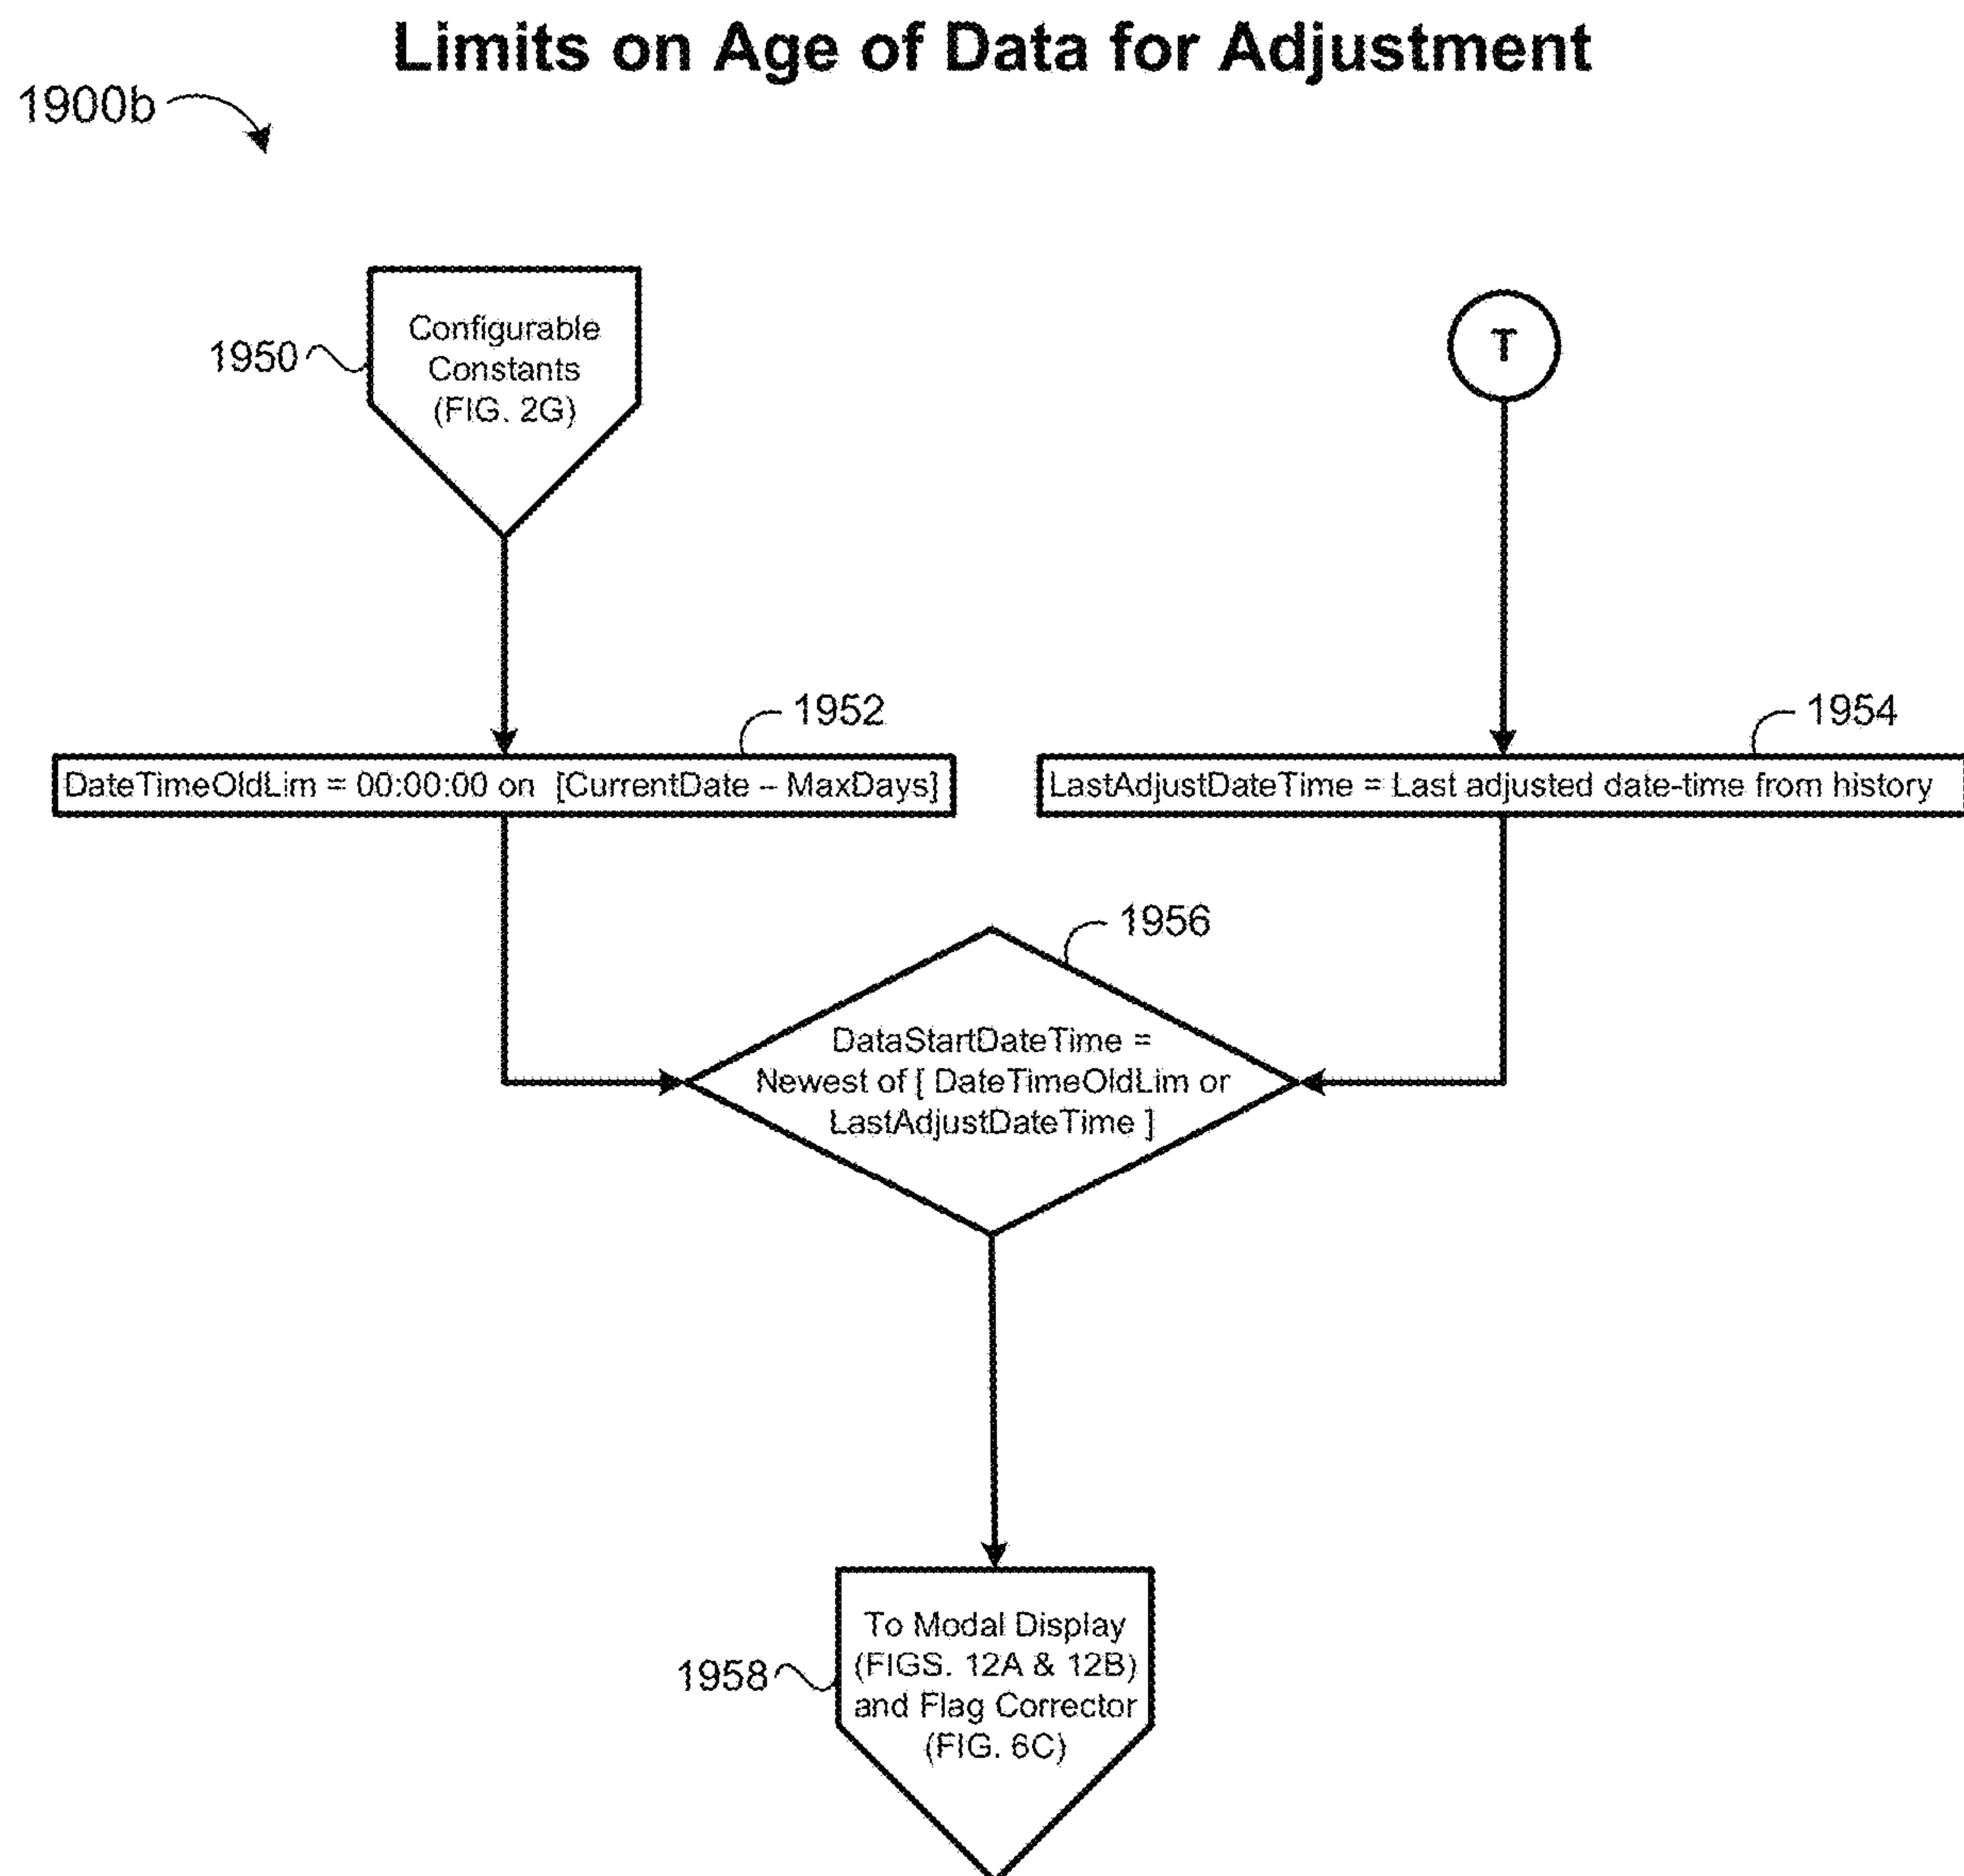 Limits on Age of Data for Adjustment
1900b
Configurable
Constants
(FIG. 2G)
1950
T
1952
1954
DateTimeOldLim = 00:00:00 on [CurrentDate – MaxDays]
LastAdjustDateTime = Last adjusted date-time from history
1956
DataStartDateTime =
Newest of [ DateTimeOldLim or
LastAdjustDateTime ]
To Modal Display
(FIGS. 12A & 12B)
and Flag Corrector
(FIG. 6C)
1958